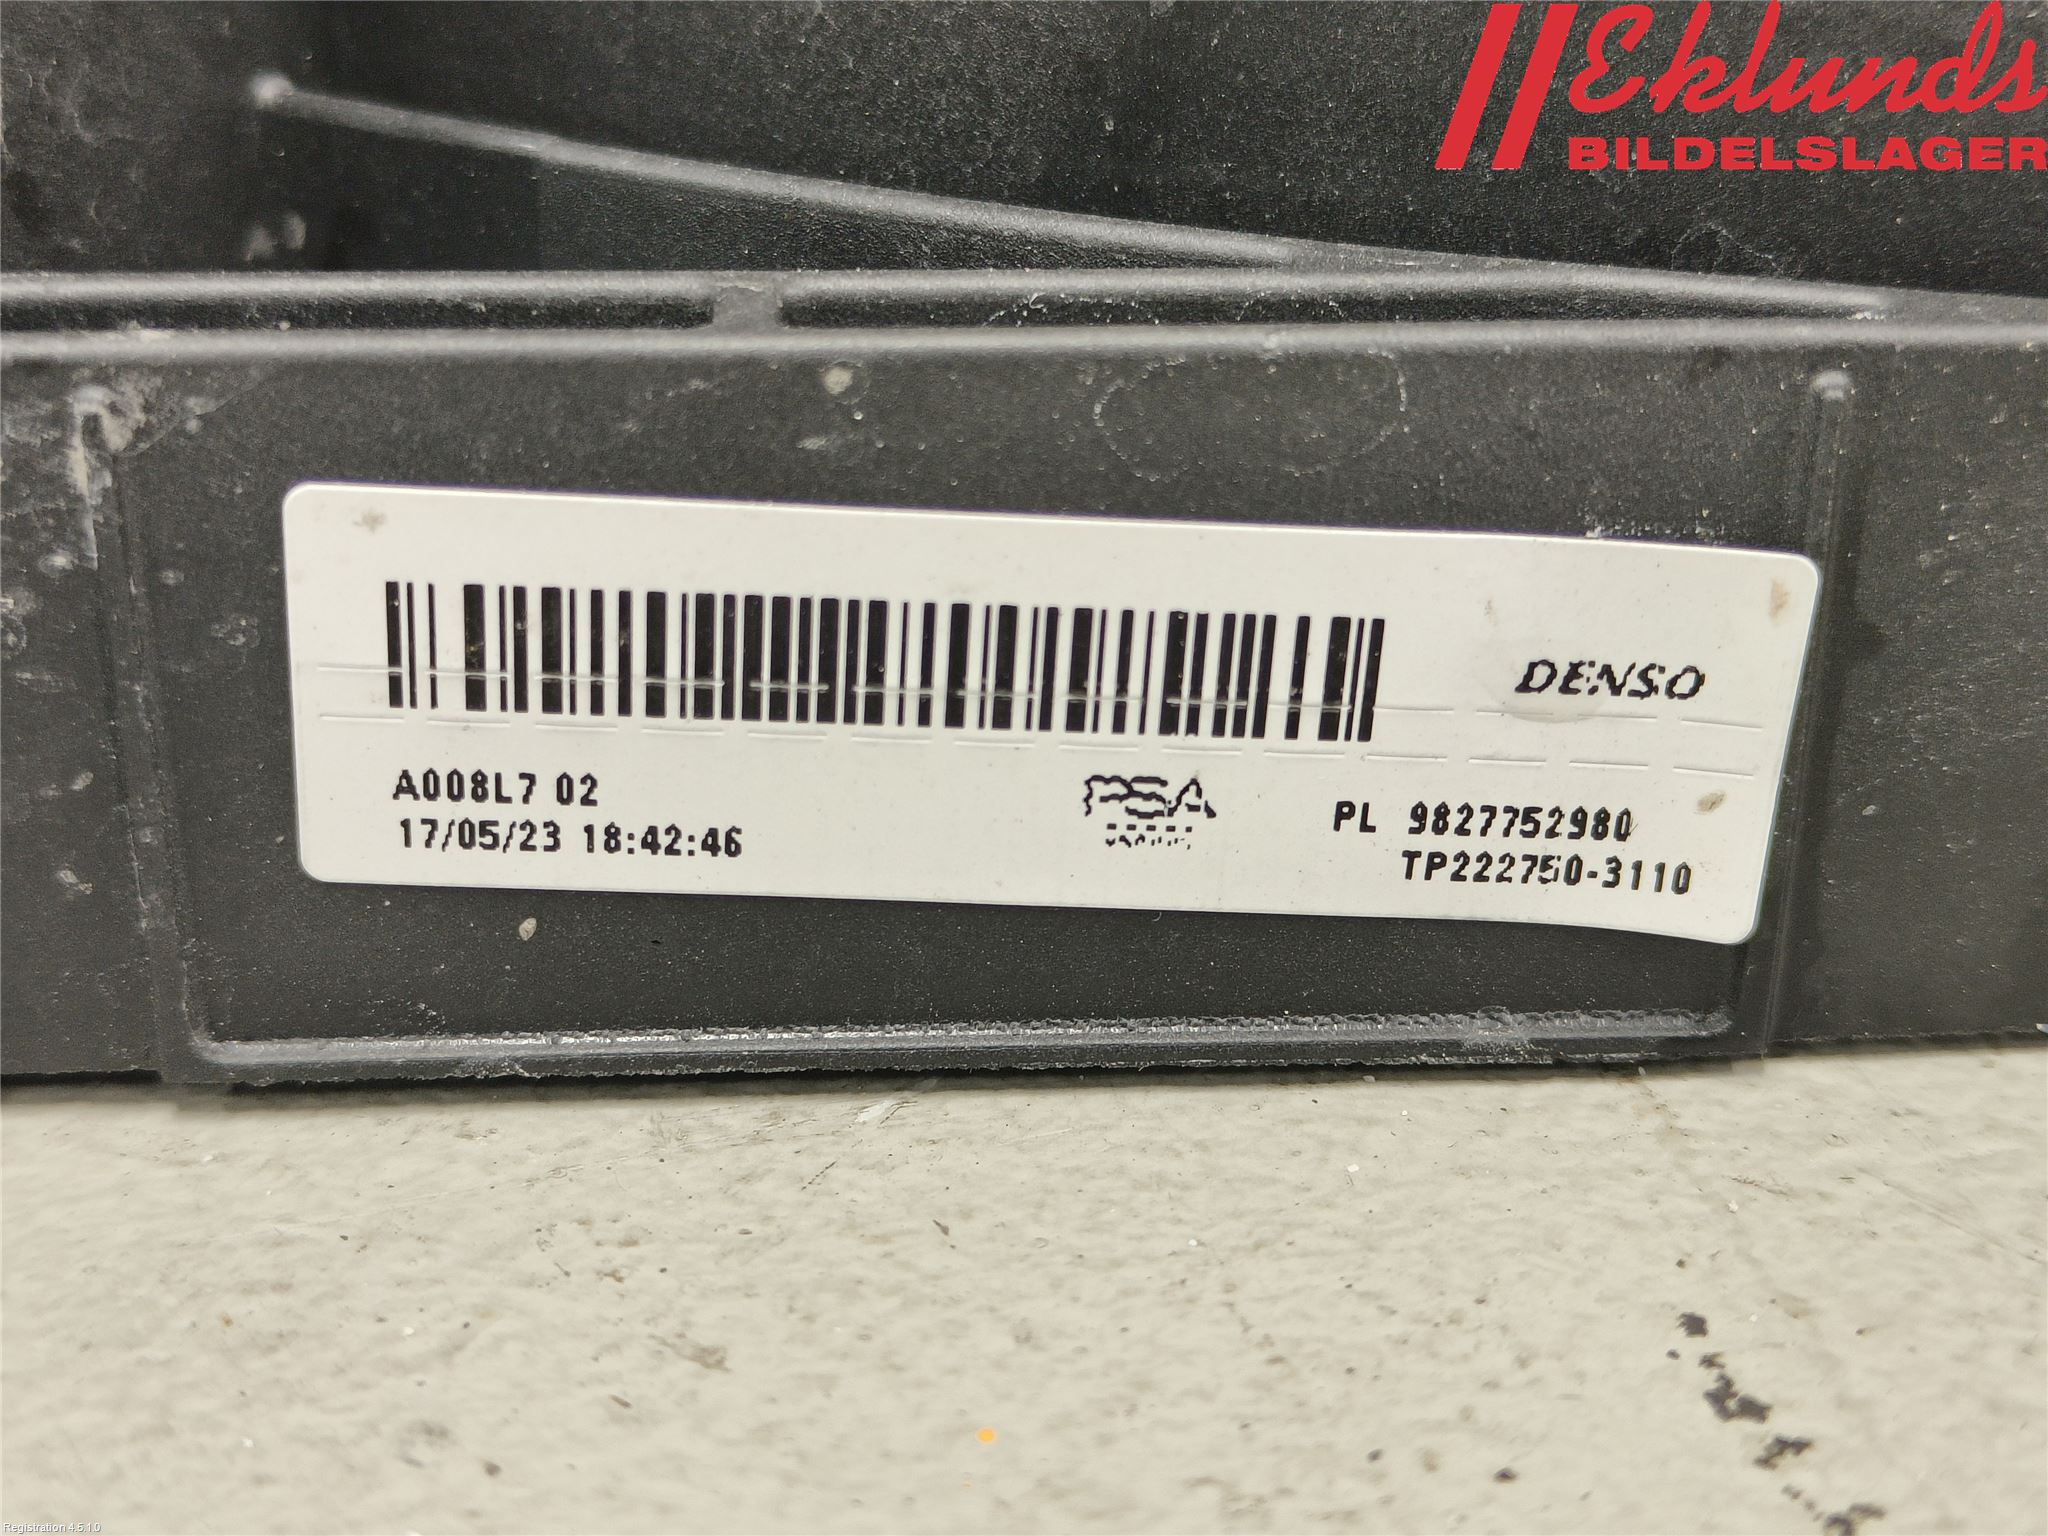 Eklunds
BILDELSLAGER
DENSO
A008L7 02
17/05/23 18:42:46
PSA
PL 9827752980
TP222750-3110
Registration 4.5.1.0